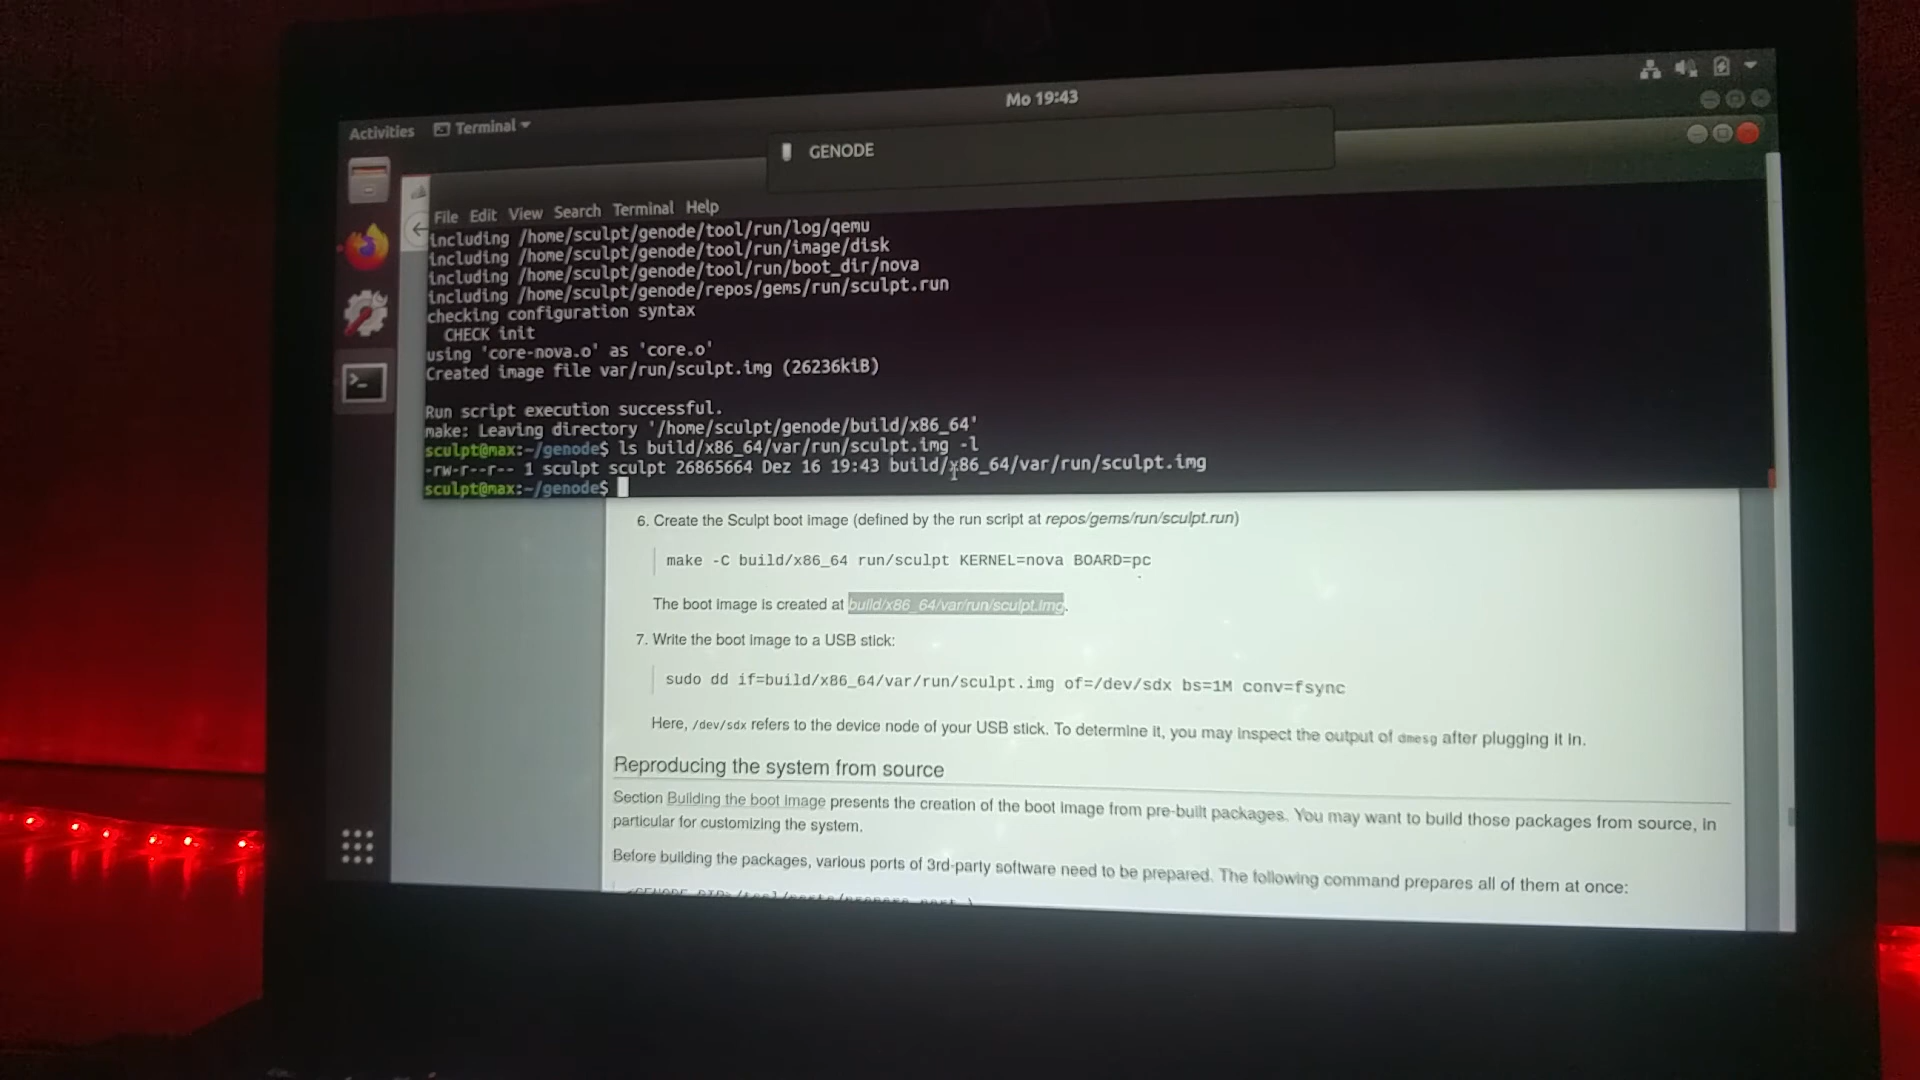 Mo 19:43
Activities Terminal
GENODE
File Edit View Search Terminal Help
including /home/sculpt/genode/tool/run/log/qemu
including /home/sculpt/genode/tool/run/image/disk
including /home/sculpt/genode/tool/run/boot_dir/nova
including /home/sculpt/genode/repos/gems/run/sculpt.run
checking configuration syntax
CHECK init
using 'core-nova.o' as 'core.o'
Created image file var/run/sculpt.img (26236kiB)
Run script execution successful.
make: Leaving directory '/home/sculpt/genode/build/x86_64'
sculpt@max:~/genode$ ls build/x86_64/var/run/sculpt.img -l
-rw-r--r-- 1 sculpt sculpt 26865664 Dez 16 19:43 build/x86_64/var/run/sculpt.img
sculpt@max:~/genode$
6. Create the Sculpt boot image (defined by the run script at repos/gems/run/sculpt.run)
make -C build/x86_64 run/sculpt KERNEL=nova BOARD=pc
The boot image is created at build/x86_64/var/run/sculpt.img.
7. Write the boot image to a USB stick:
sudo dd if=build/x86_64/var/run/sculpt.img of=/dev/sdx bs=1M conv=fsync
Here, /dev/sdx refers to the device node of your USB stick. To determine it, you may inspect the output of dmesg after plugging it in.
Reproducing the system from source
Section Building the boot image presents the creation of the boot image from pre-built packages. You may want to build those packages from source, in
particular for customizing the system.
Before building the packages, various ports of 3rd-party software need to be prepared. The following command prepares all of them at once: